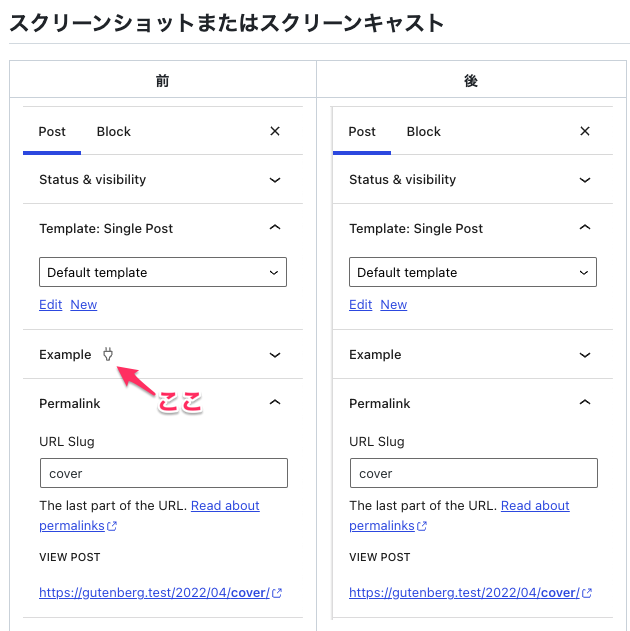 スクリーンショットまたはスクリーンキャスト
前
Post Block
Status & visibility
Template: Single Post
Default template
Edit New
Example
ここ
Permalink
URL Slug
cover
The last part of the URL. Read about
permalinks
VIEW POST
https://gutenberg.test/2022/04/cover/
後
Post Block
Status & visibility
Template: Single Post
Default template
Edit New
Example
Permalink
URL Slug
cover
The last part of the URL. Read about
permalinks
VIEW POST
https://gutenberg.test/2022/04/cover/